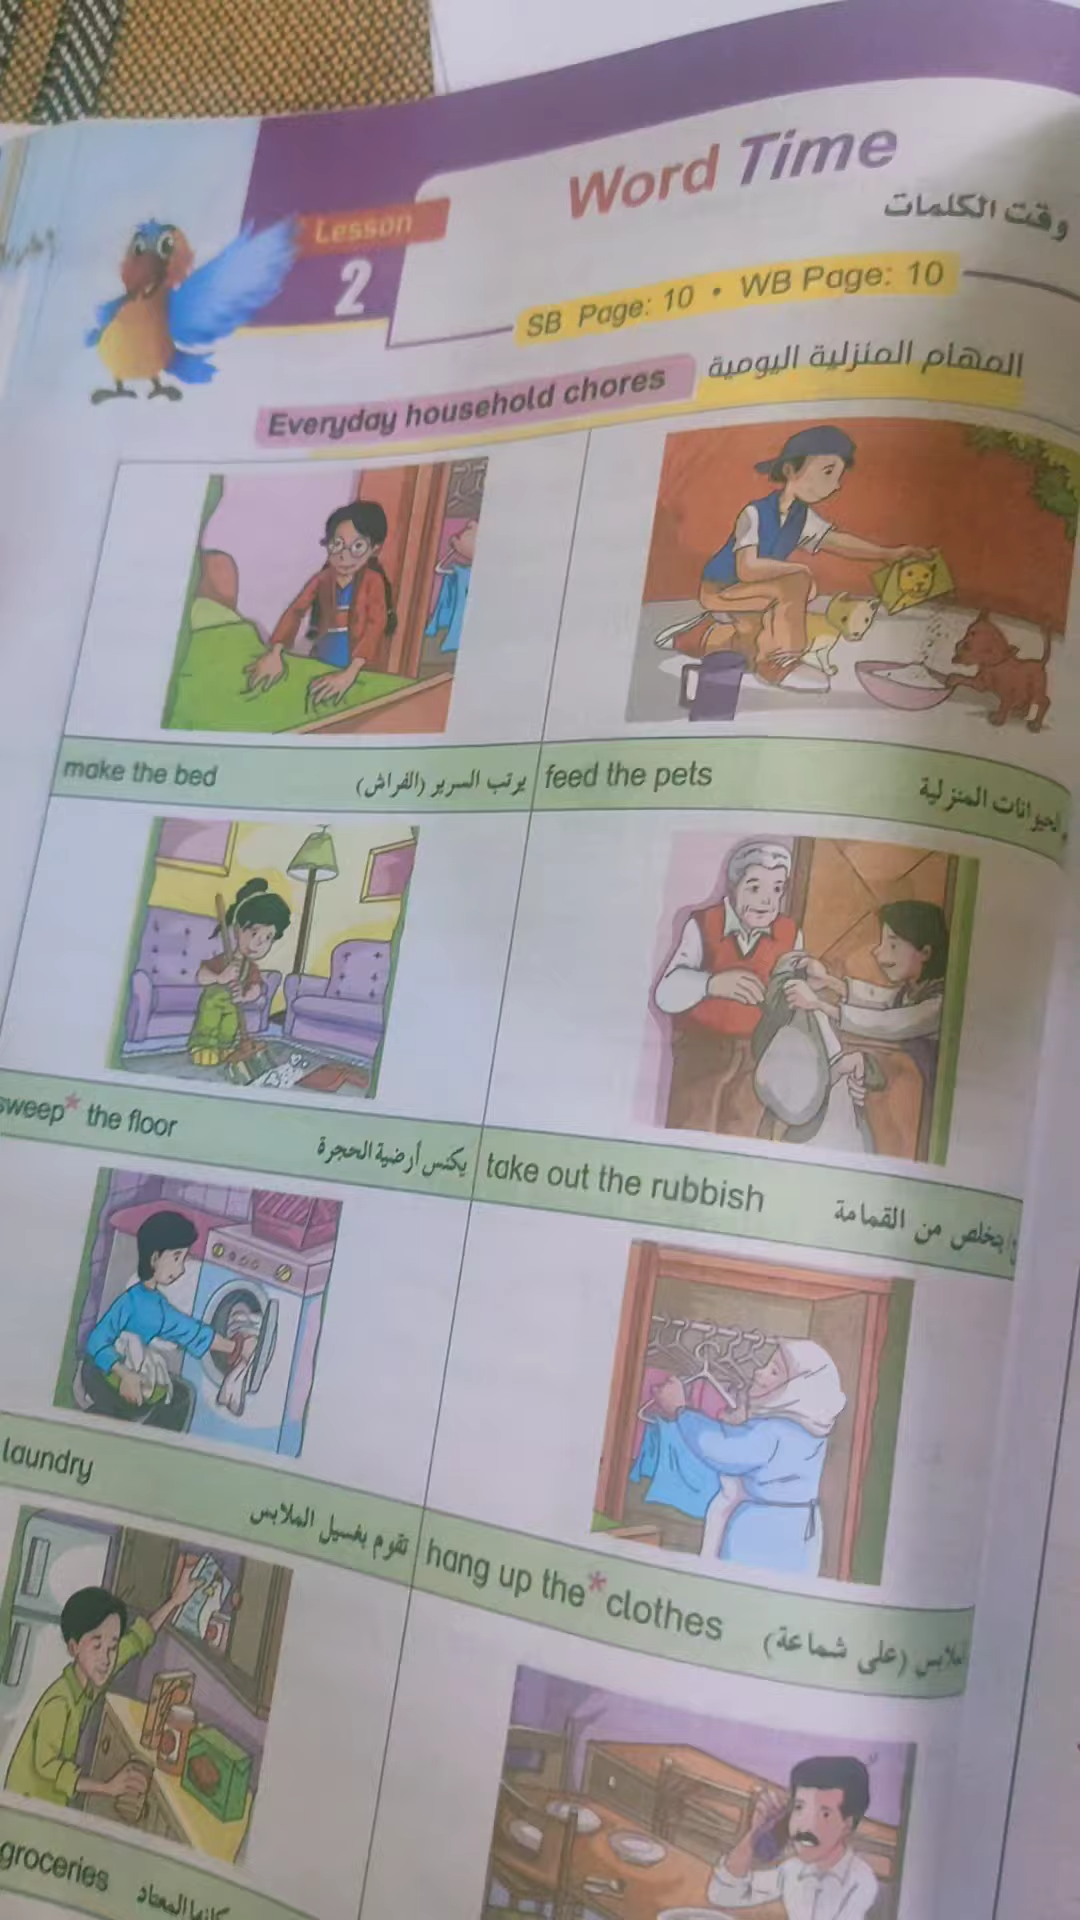 Lesson
2
Word Time
وقت الكلمات
SB Page: 10 • WB Page: 10
Everyday household chores
المهام المنزلية اليومية
make the bed
يرتب السرير (الفراش)
feed the pets
الحيوانات المنزلية
sweep* the floor
يكنس أرضية الحجرة
take out the rubbish
يتخلص من القمامة
laundry
تقوم بغسيل الملابس
hang up the* clothes
(على شماعة)
groceries